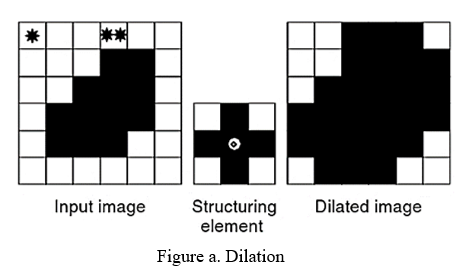 Input image
Structuring
element
Dilated image
Figure a. Dilation